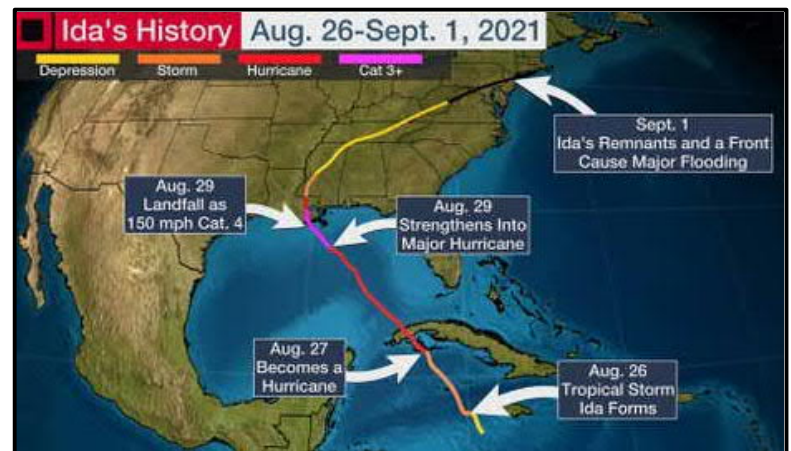 Ida's History Aug. 26-Sept. 1, 2021
Depression Storm Hurricane Cat 3+
Sept. 1
Ida's Remnants and a Front
Cause Major Flooding
Aug. 29
Landfall as
150 mph Cat. 4
Aug. 29
Strengthens Into
Major Hurricane
Aug. 27
Becomes a
Hurricane
Aug. 26
Tropical Storm
Ida Forms